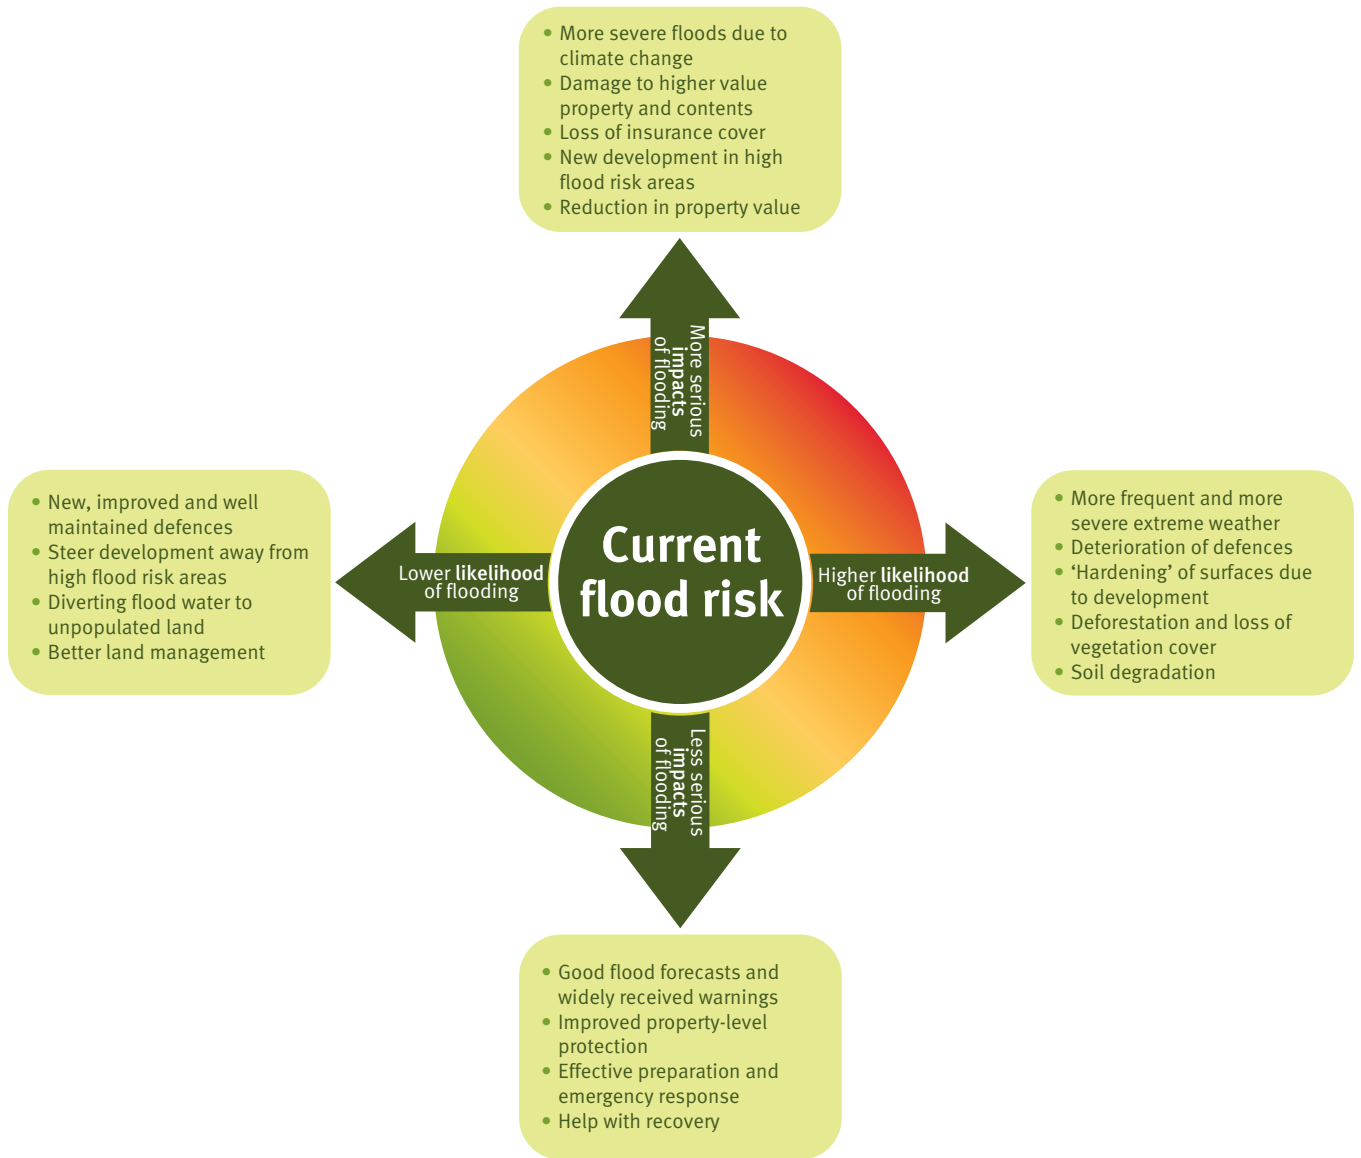 • More severe floods due to
climate change
• Damage to higher value
property and contents
• Loss of insurance cover
• New development in high
flood risk areas
• Reduction in property value
More serious
impacts
of flooding
• New, improved and well
maintained defences
• Steer development away from
high flood risk areas
• Diverting flood water to
unpopulated land
• Better land management
Lower likelihood
of flooding
Current
flood risk
Higher likelihood
of flooding
• More frequent and more
severe extreme weather
• Deterioration of defences
• ‘Hardening’ of surfaces due
to development
• Deforestation and loss of
vegetation cover
• Soil degradation
Less serious
impacts
of flooding
• Good flood forecasts and
widely received warnings
• Improved property-level
protection
• Effective preparation and
emergency response
• Help with recovery